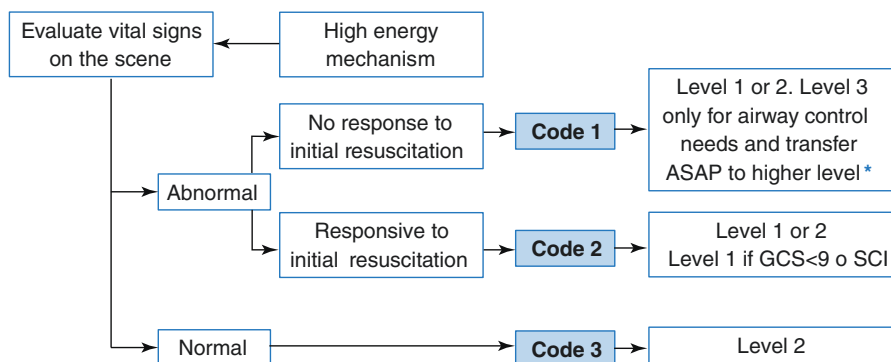 Evaluate vital signs
on the scene
High energy
mechanism
No response to
initial resuscitation
Code 1
Level 1 or 2. Level 3
only for airway control
needs and transfer
ASAP to higher level*
Abnormal
Responsive to
initial resuscitation
Code 2
Level 1 or 2
Level 1 if GCS<9 o SCI
Normal
Code 3
Level 2